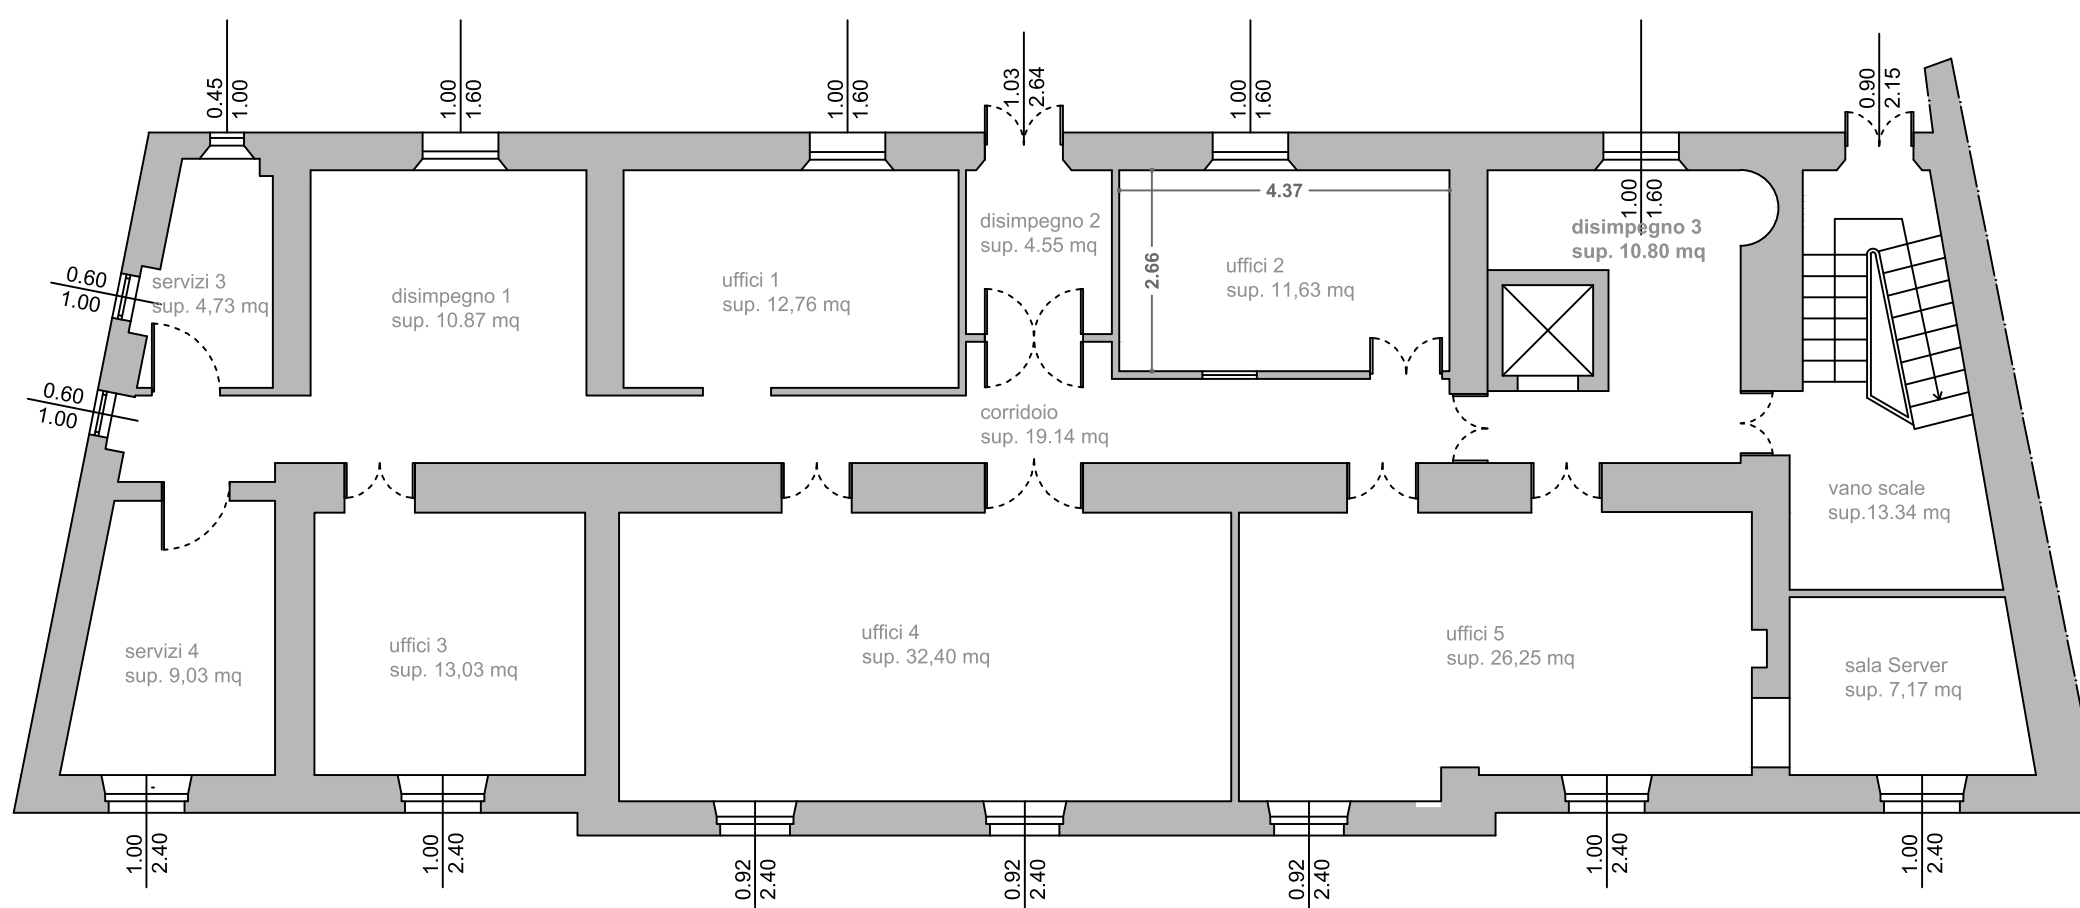 0.45
1.00
1.00
1.60
1.00
1.60
1.03
2.64
1.00
1.60
1.00
1.60
0.90
2.15
4.37
2.66
0.60
1.00
0.60
1.00
servizi 3
sup. 4,73 mq
disimpegno 1
sup. 10.87 mq
uffici 1
sup. 12,76 mq
disimpegno 2
sup. 4.55 mq
uffici 2
sup. 11,63 mq
disimpegno 3
sup. 10.80 mq
corridoio
sup. 19.14 mq
vano scale
sup.13.34 mq
servizi 4
sup. 9,03 mq
uffici 3
sup. 13,03 mq
uffici 4
sup. 32,40 mq
uffici 5
sup. 26,25 mq
sala Server
sup. 7,17 mq
1.00
2.40
1.00
2.40
0.92
2.40
0.92
2.40
0.92
2.40
1.00
2.40
1.00
2.40